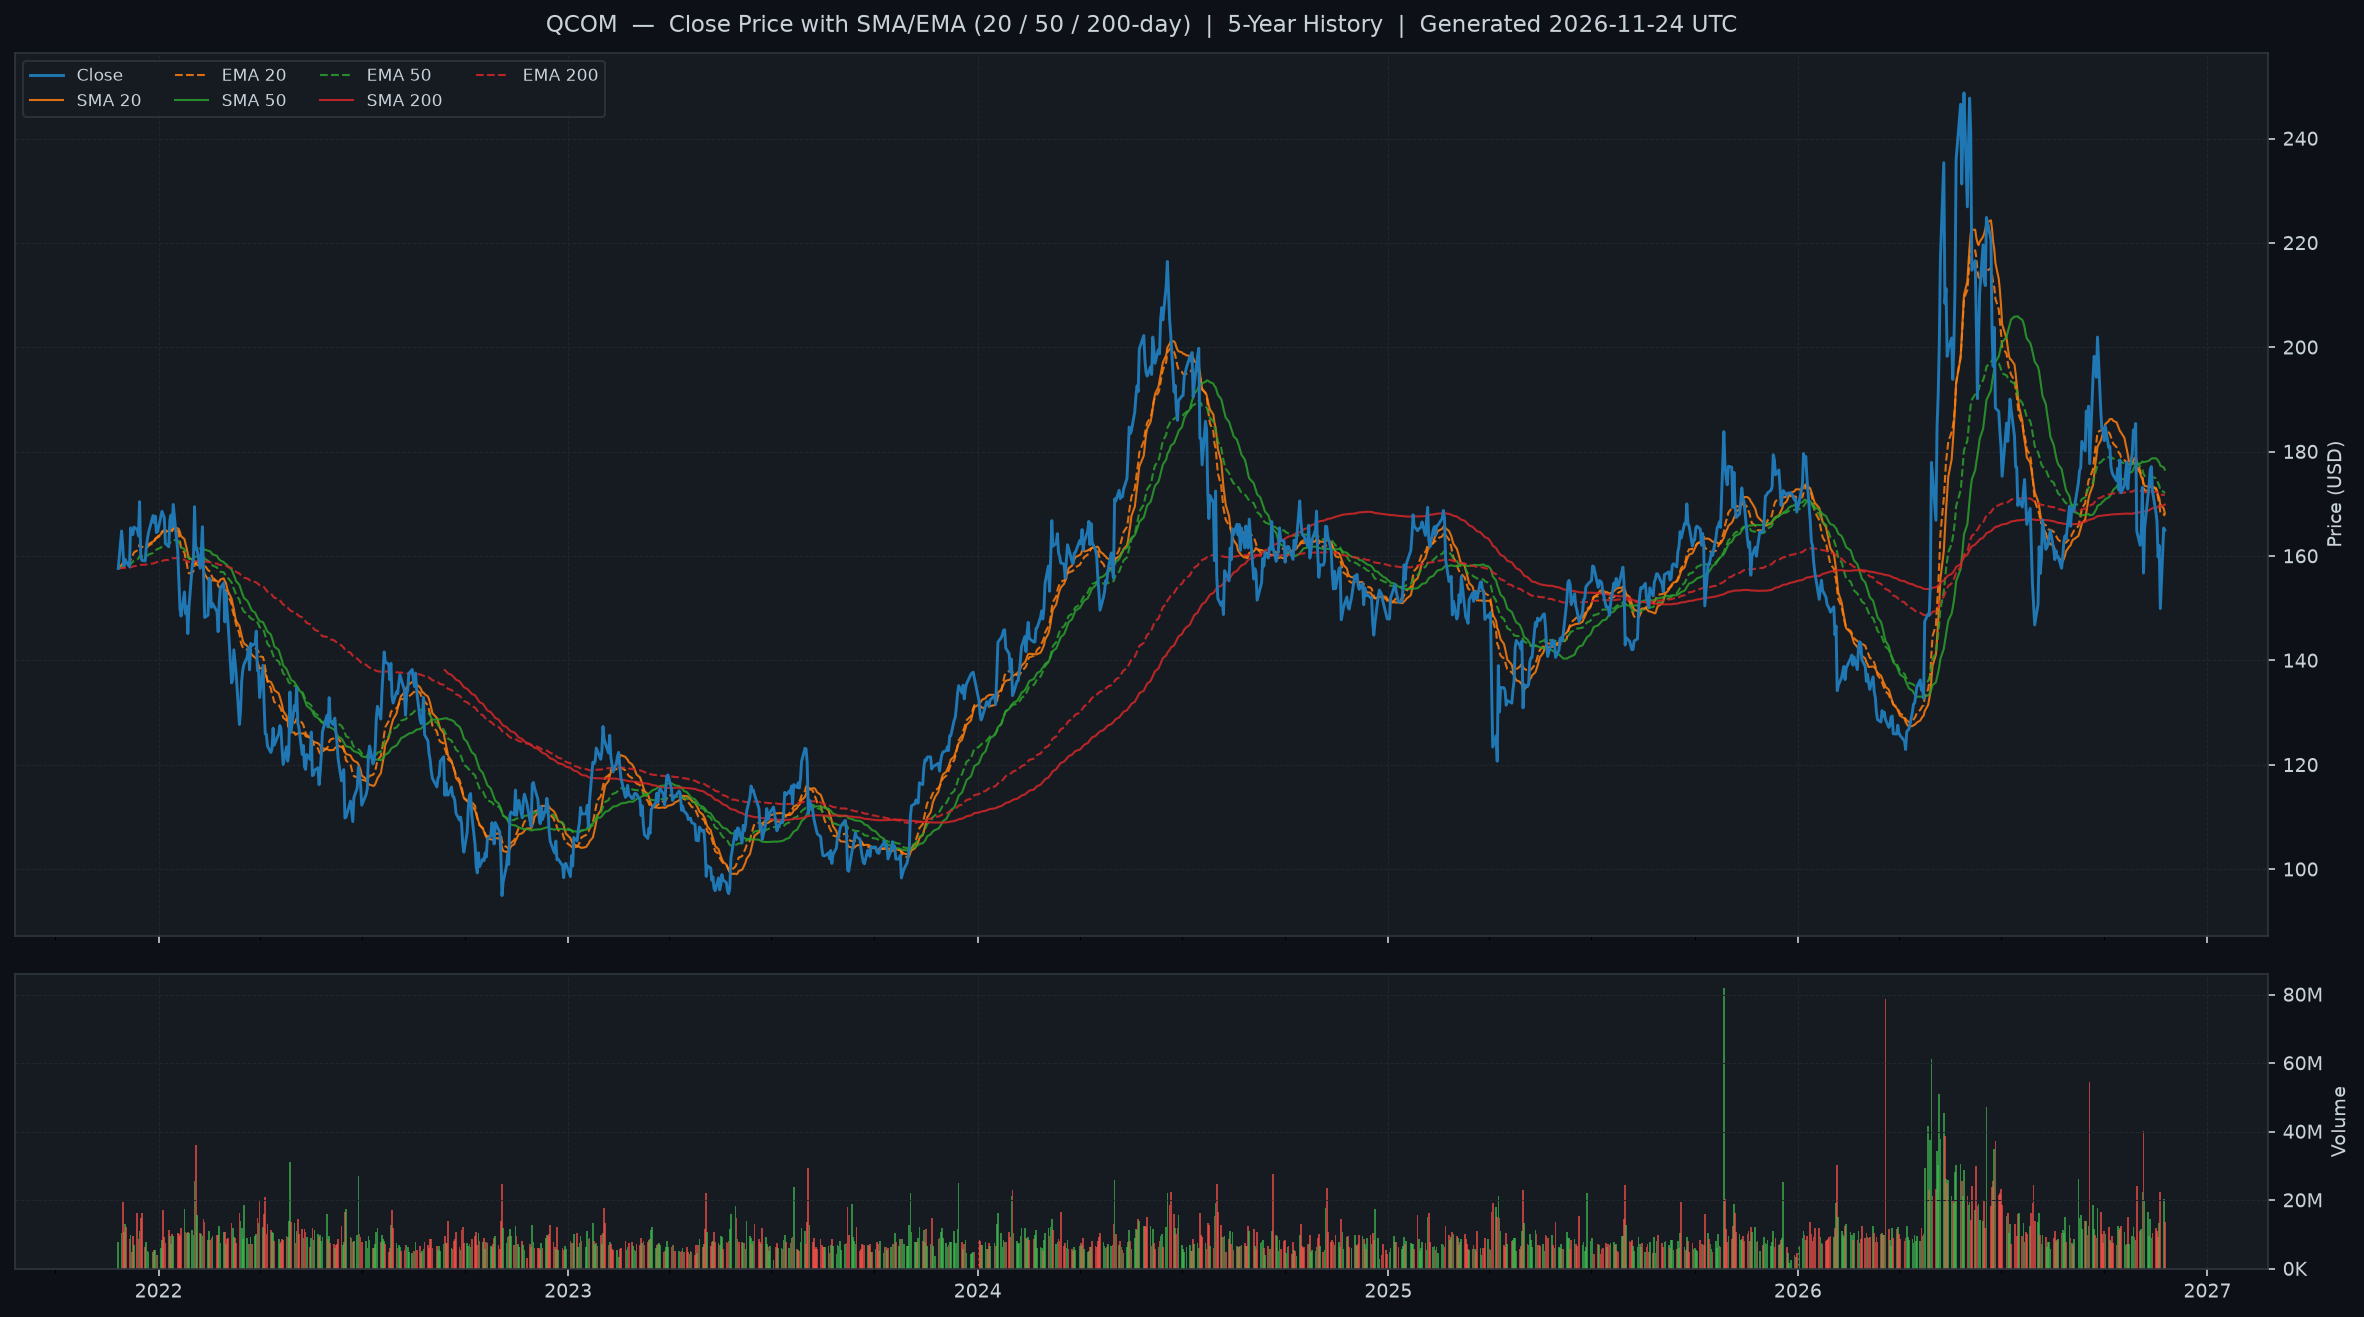 QCOM — Close Price with SMA/EMA (20 / 50 / 200-day) | 5-Year History | Generated 2026-11-24 UTC
Close EMA 20 EMA 50 EMA 200
SMA 20 SMA 50 SMA 200
240
220
200
180
160
140
120
100
Price (USD)
80M
60M
40M
20M
0K
Volume
2022 2023 2024 2025 2026 2027